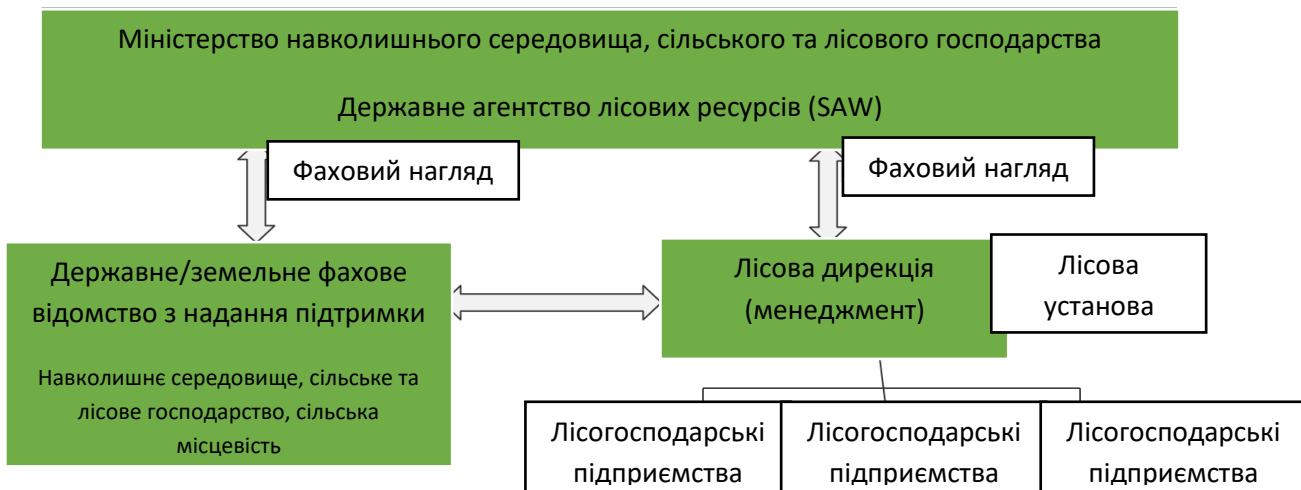 Міністерство навколишнього середовища, сільського та лісового господарства
Державне агентство лісових ресурсів (SAW)
Фаховий нагляд
Фаховий нагляд
Державне/земельне фахове
відомство з надання підтримки
Навколишнє середовище, сільське та
лісове господарство, сільська
місцевість
Лісова дирекція
(менеджмент)
Лісова
установа
Лісогосподарські
підприємства
Лісогосподарські
підприємства
Лісогосподарські
підприємства